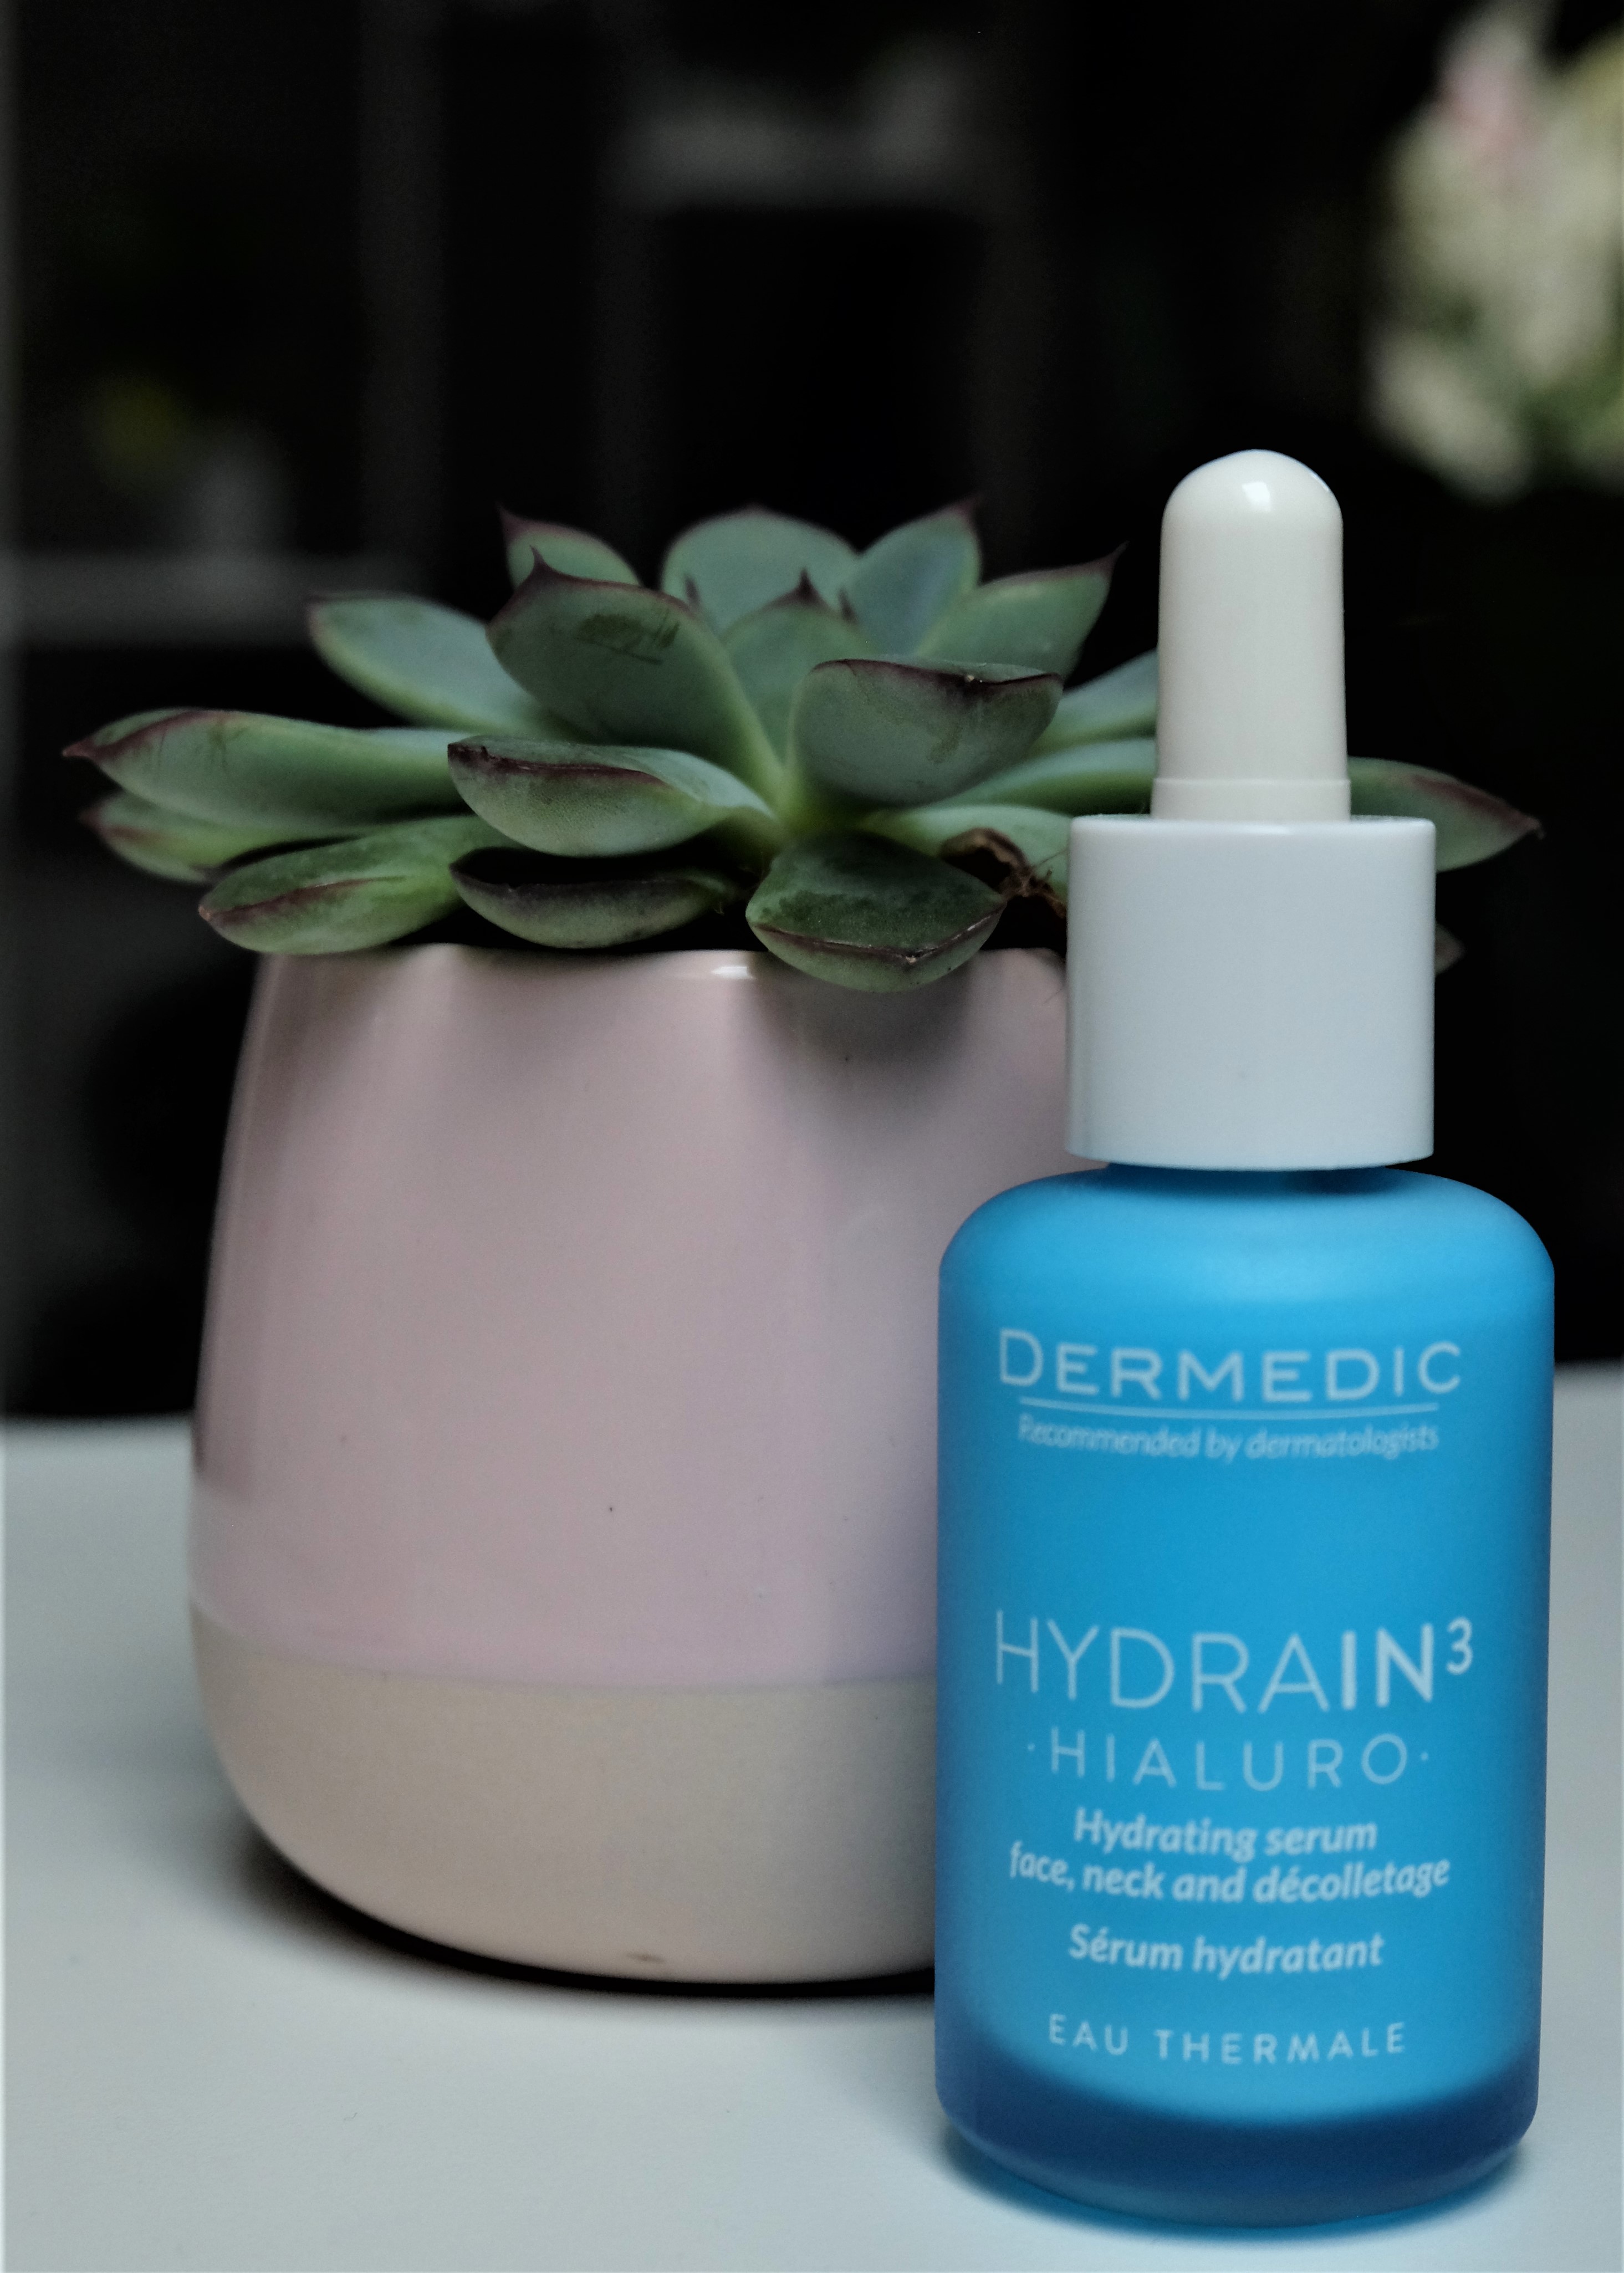 DERMEDIC
Recommended by dermatologists
HYDRAIN³
·HIALURO·
Hydrating serum
face, neck and décolletage
Sérum hydratant
EAU THERMALE